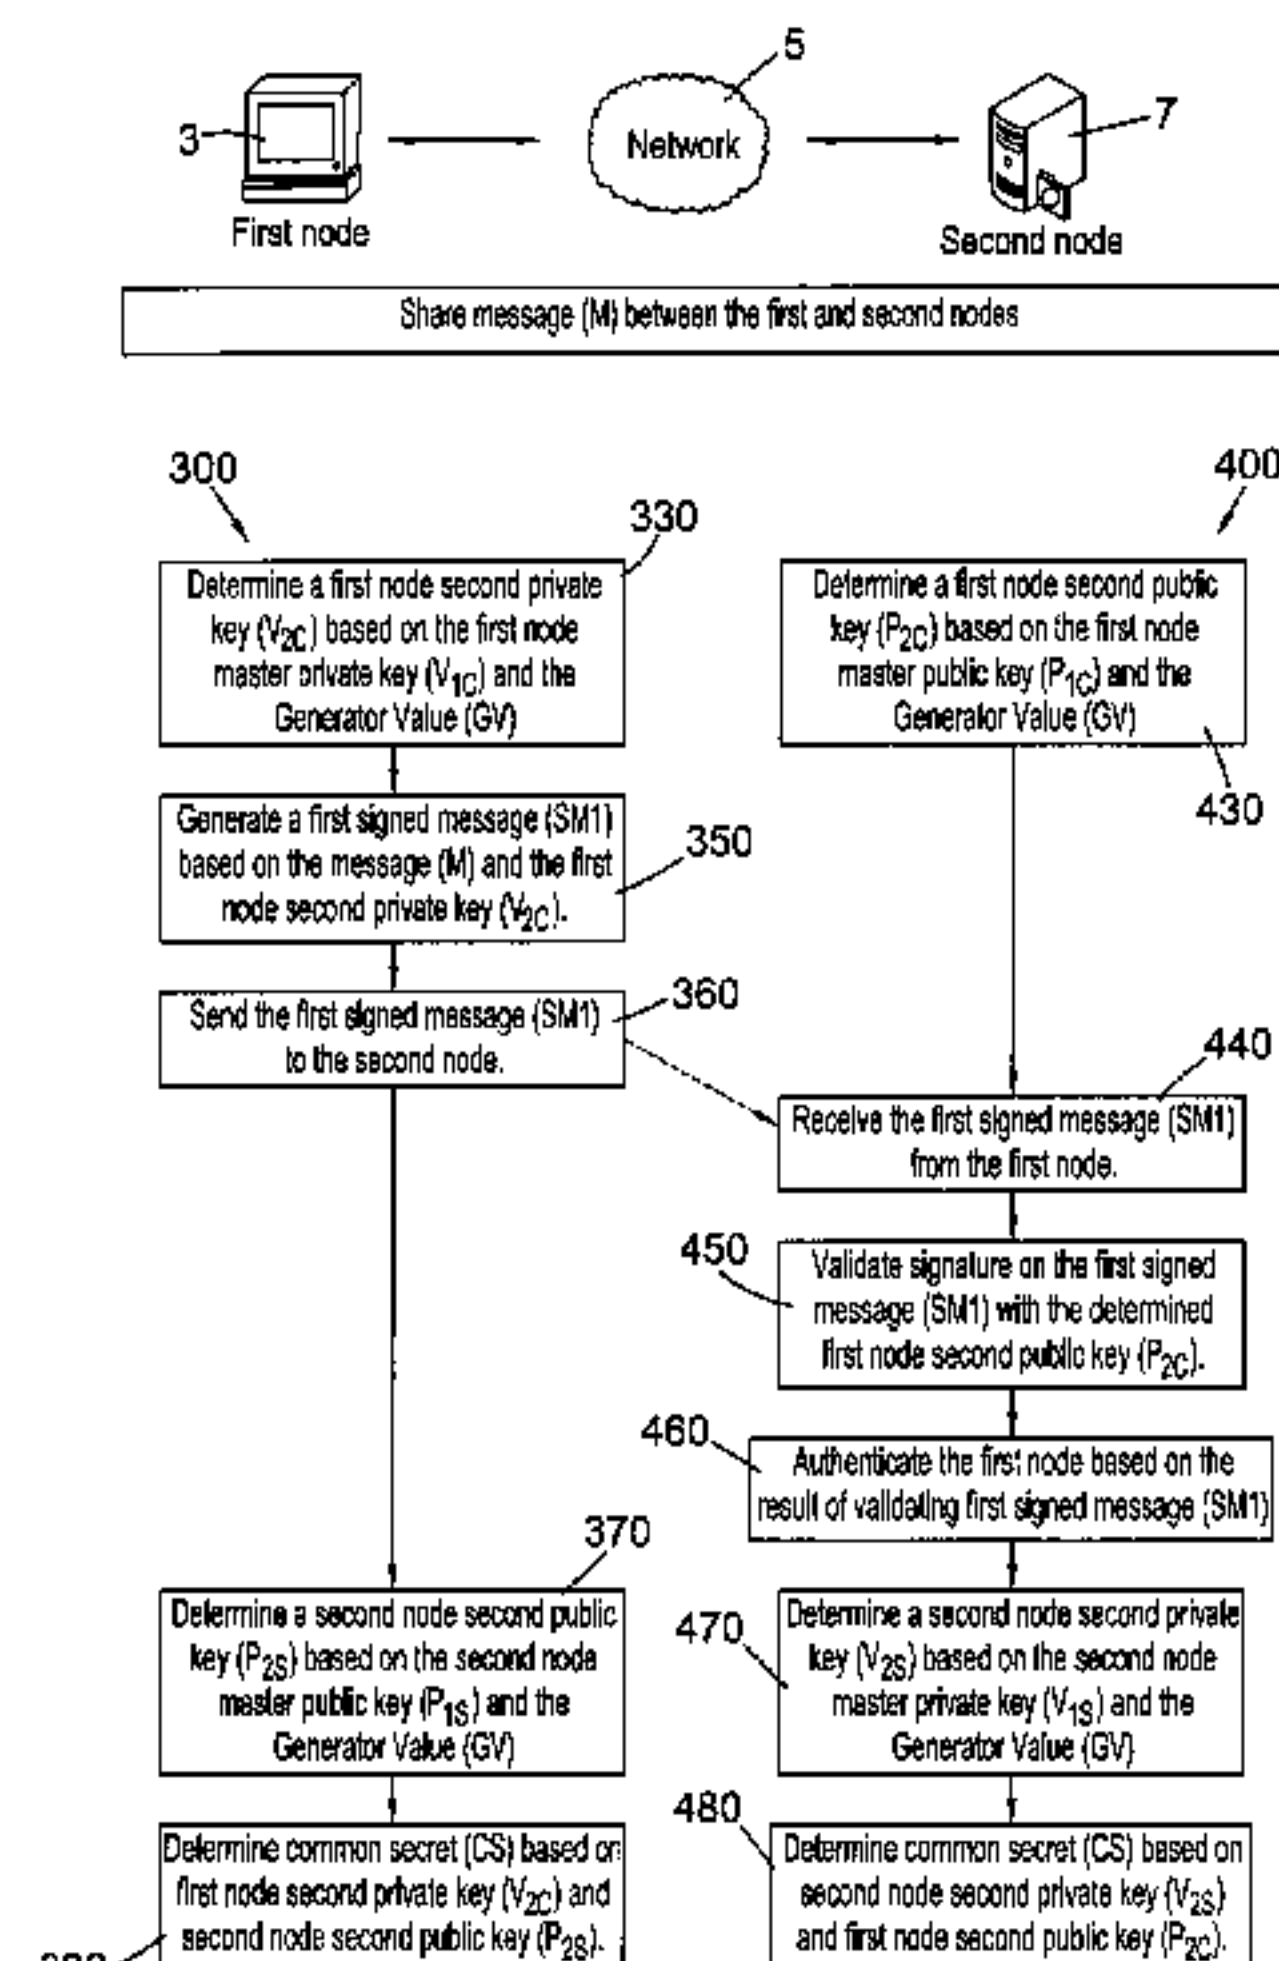 5
3
Network
7
First node
Second node
Share message (M) between the first and second nodes
300
400
330
Determine a first node second private
key (V2C) based on the first node
master private key (V1C) and the
Generator Value (GV)
Determine a first node second public
key (P2C) based on the first node
master public key (P1C) and the
Generator Value (GV)
430
Generate a first signed message (SM1)
based on the message (M) and the first
node second private key (V2C).
350
Send the first signed message (SM1)
to the second node.
360
440
Receive the first signed message (SM1)
from the first node.
450
Validate signature on the first signed
message (SM1) with the determined
first node second public key (P2C).
460
Authenticate the first node based on the
result of validating first signed message (SM1)
370
Determine a second node second public
key (P2S) based on the second node
master public key (P1S) and the
Generator Value (GV)
470
Determine a second node second private
key (V2S) based on the second node
master private key (V1S) and the
Generator Value (GV)
480
Determine common secret (CS) based on
first node second private key (V2C) and
second node second public key (P2S).
Determine common secret (CS) based on
second node second private key (V2S)
and first node second public key (P2C).